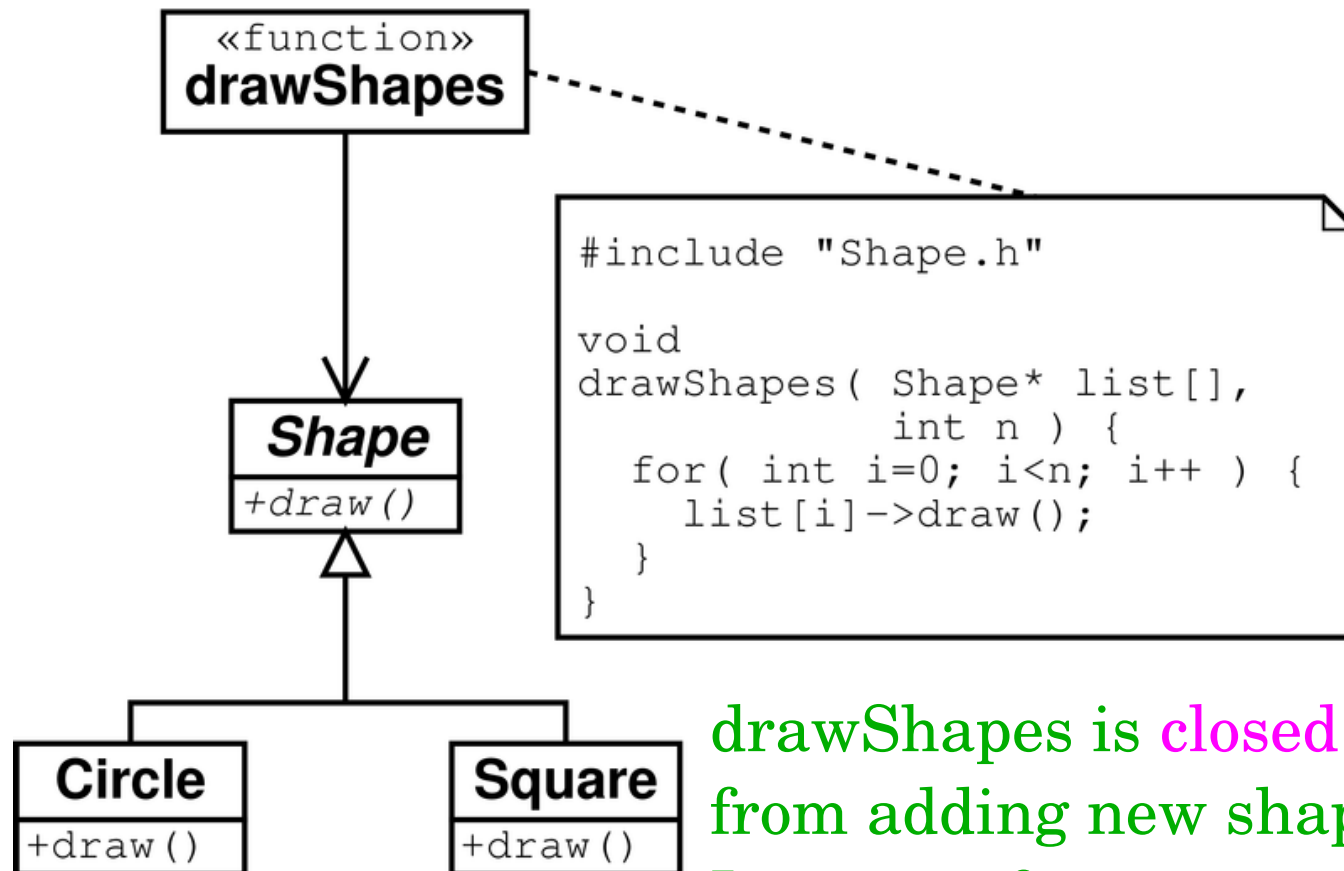 «function»
drawShapes
#include "Shape.h"
void
drawShapes( Shape* list[],
int n ) {
for( int i=0; i<n; i++ ) {
list[i]->draw();
}
}
Shape
+draw()
Circle
+draw()
Square
+draw()
drawShapes is closed
from adding new